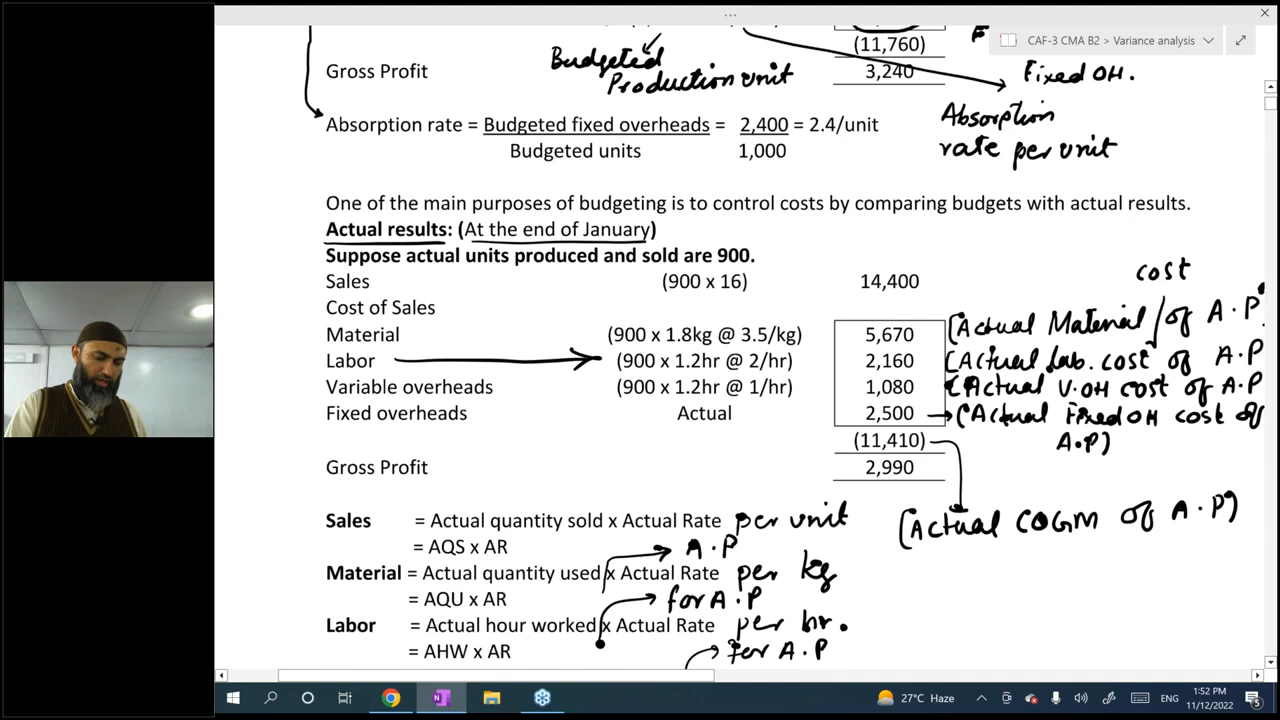 CAF-3 CMA B2 > Variance analysis
(11,760)
Budgeted
Production unit
Gross Profit 3,240
Fixed OH.
Absorption rate = Budgeted fixed overheads = 2,400 = 2.4/unit
Budgeted units 1,000
Absorption
rate per unit
One of the main purposes of budgeting is to control costs by comparing budgets with actual results.
Actual results: (At the end of January)
Suppose actual units produced and sold are 900.
Sales (900 x 16) 14,400
Cost of Sales
cost
Material (900 x 1.8kg @ 3.5/kg) 5,670 (Actual Material / of A.P
Labor (900 x 1.2hr @ 2/hr) 2,160 (Actual Lab. cost of A.P
Variable overheads (900 x 1.2hr @ 1/hr) 1,080 (Actual V.OH cost of A.P
Fixed overheads Actual 2,500 (Actual Fixed OH cost of
A.P)
(11,410)
Gross Profit 2,990
(Actual COGM of A.P)
Sales = Actual quantity sold x Actual Rate per unit
= AQS x AR A.P
Material = Actual quantity used x Actual Rate per kg
= AQU x AR for A.P
Labor = Actual hour worked x Actual Rate per hr.
= AHW x AR for A.P
27°C Haze
ENG
1:52 PM
11/12/2022
5